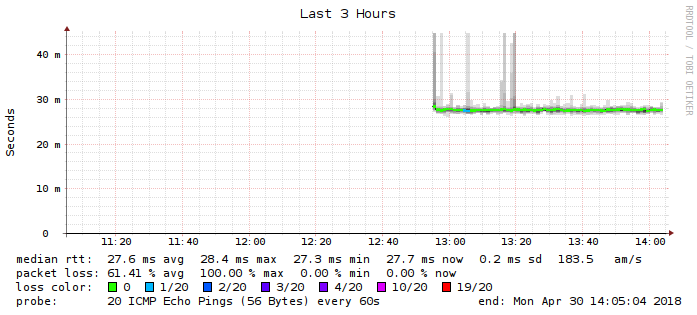 Last 3 Hours
RRDTOOL / TOBI OETIKER
Seconds
40 m
30 m
20 m
10 m
0
11:20 11:40 12:00 12:20 12:40 13:00 13:20 13:40 14:00
median rtt: 27.6 ms avg 28.4 ms max 27.3 ms min 27.7 ms now 0.2 ms sd 183.5 am/s
packet loss: 61.41 % avg 100.00 % max 0.00 % min 0.00 % now
loss color: 0 1/20 2/20 3/20 4/20 10/20 19/20
probe: 20 ICMP Echo Pings (56 Bytes) every 60s end: Mon Apr 30 14:05:04 2018